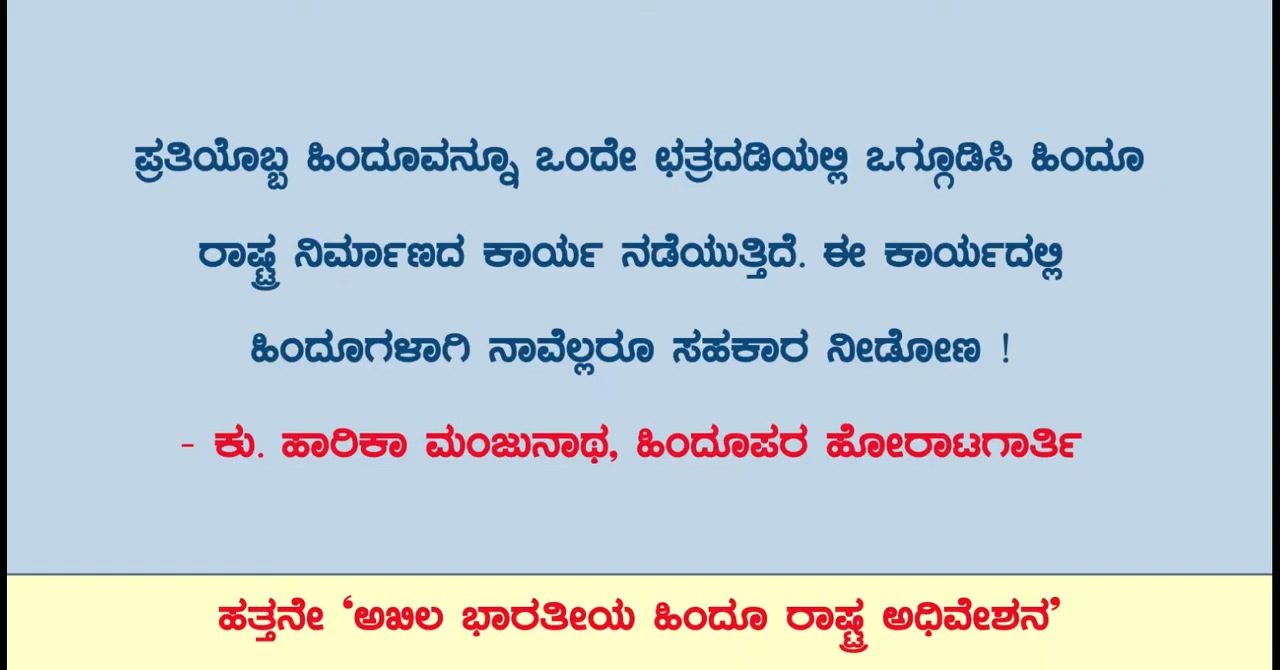 ಪ್ರತಿಯೊಬ್ಬ ಹಿಂದೂವನ್ನೂ ಒಂದೇ ಛತ್ರದಡಿಯಲ್ಲಿ ಒಗ್ಗೂಡಿಸಿ ಹಿಂದೂ
ರಾಷ್ಟ್ರ ನಿರ್ಮಾಣದ ಕಾರ್ಯ ನಡೆಯುತ್ತಿದೆ. ಈ ಕಾರ್ಯದಲ್ಲಿ
ಹಿಂದೂಗಳಾಗಿ ನಾವೆಲ್ಲರೂ ಸಹಕಾರ ನೀಡೋಣ !
- ಕು. ಹಾರಿಕಾ ಮಂಜುನಾಥ, ಹಿಂದೂಪರ ಹೋರಾಟಗಾರ್ತಿ
ಹತ್ತನೇ ‘ಅಖಿಲ ಭಾರತೀಯ ಹಿಂದೂ ರಾಷ್ಟ್ರ ಅಧಿವೇಶನ’